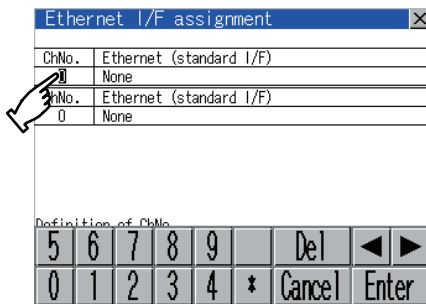 Ethernet I/F assignment ×
ChNo. Ethernet (standard I/F)
0 None
ChNo. Ethernet (standard I/F)
0 None
Definition of ChNo
5 6 7 8 9 Del ◄ ►
0 1 2 3 4 * Cancel Enter